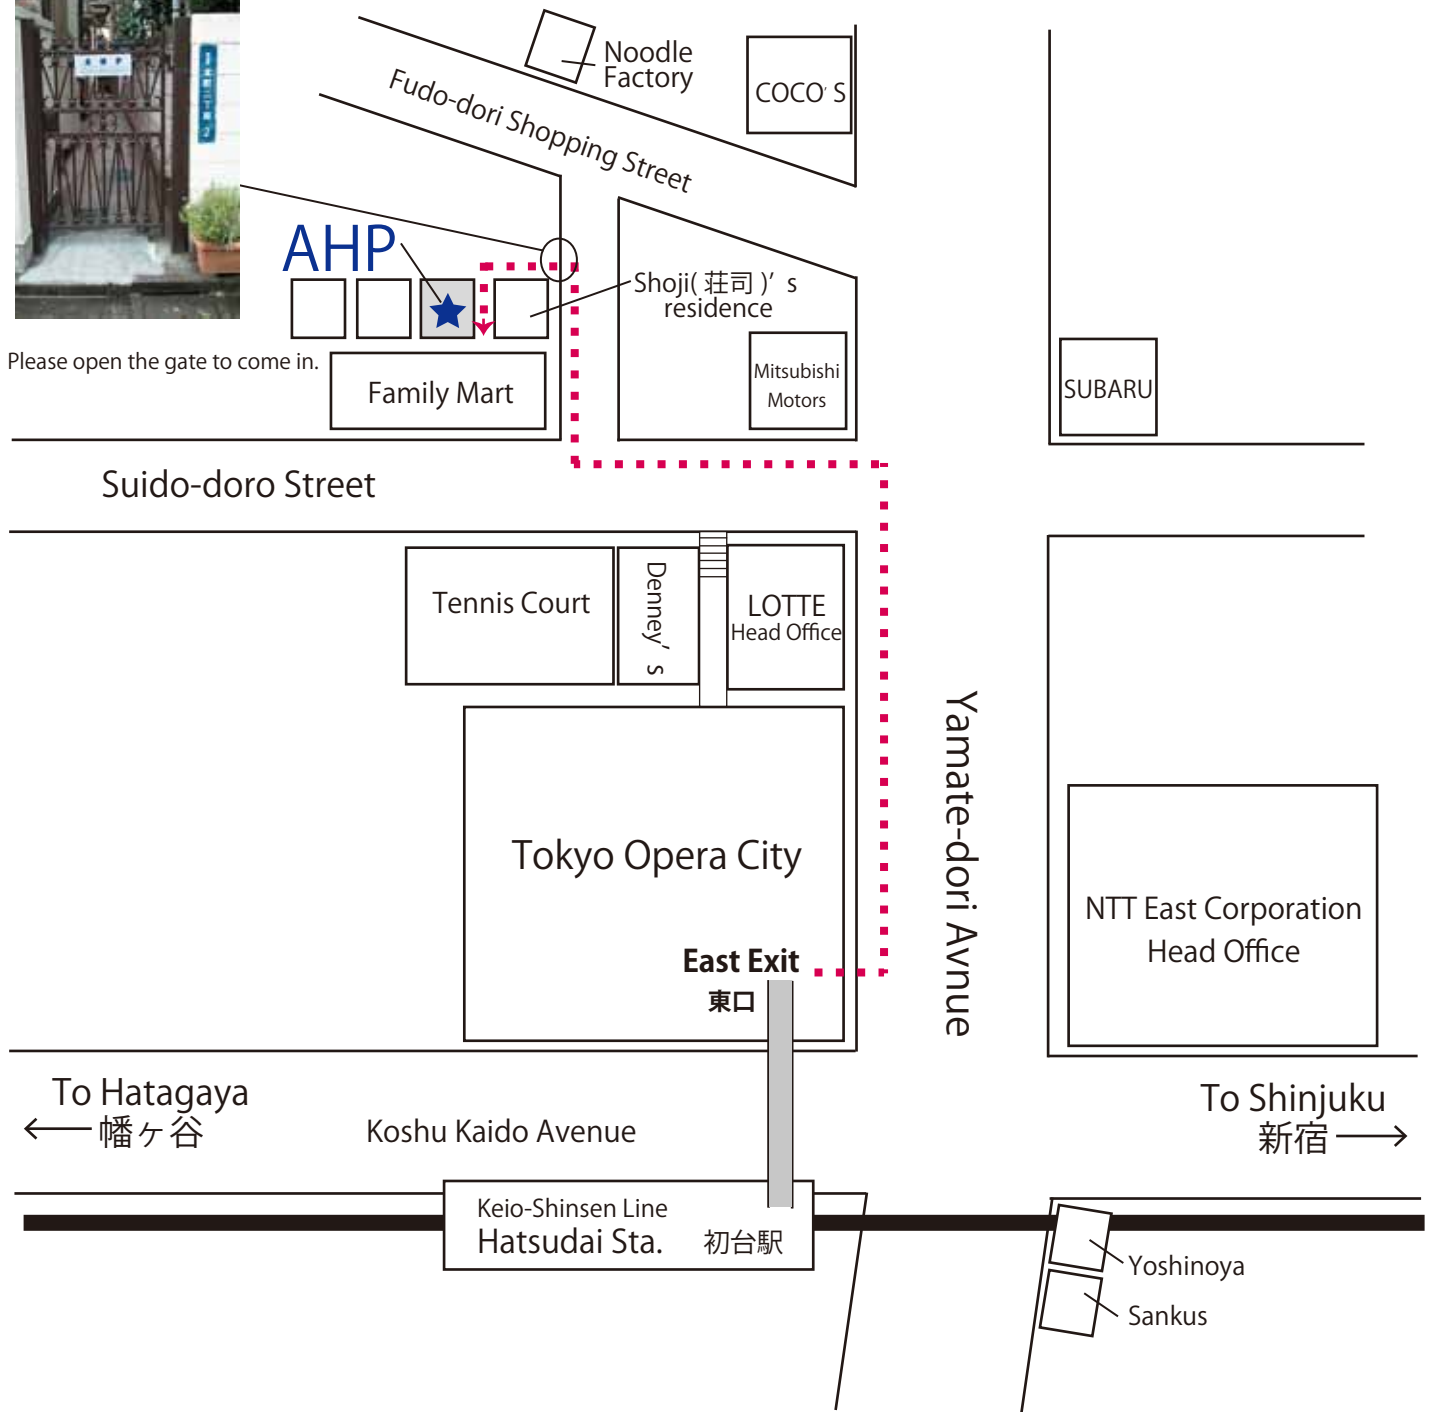 Noodle
Factory
COCO' S
Fudo-dori Shopping Street
AHP
Shoji(荘司)' s
residence
Please open the gate to come in.
Family Mart
Mitsubishi
Motors
SUBARU
Suido-doro Street
Tennis Court
Denney' s
LOTTE
Head Office
Yamate-dori Avnue
Tokyo Opera City
NTT East Corporation
Head Office
East Exit
東口
To Hatagaya
幡ヶ谷
Koshu Kaido Avenue
To Shinjuku
新宿
Keio-Shinsen Line
Hatsudai Sta. 初台駅
Yoshinoya
Sankus